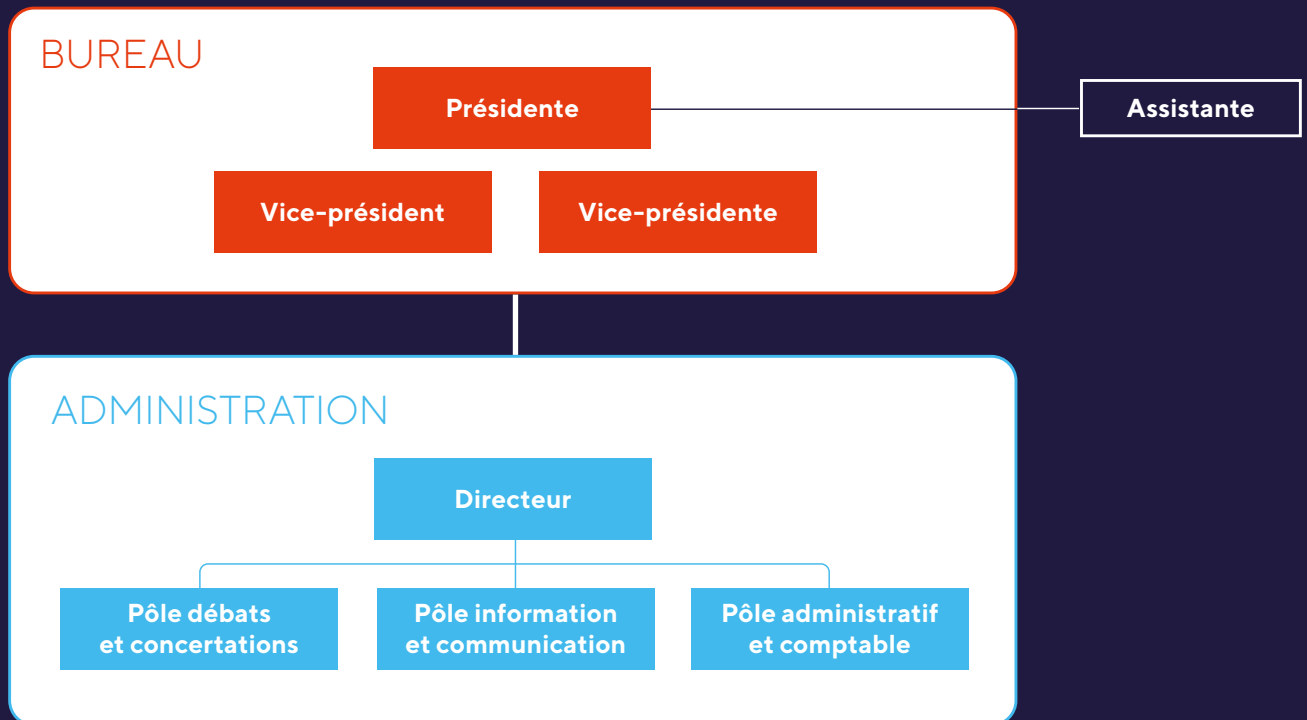 BUREAU
Présidente
Assistante
Vice-président
Vice-présidente
ADMINISTRATION
Directeur
Pôle débats
et concertations
Pôle information
et communication
Pôle administratif
et comptable